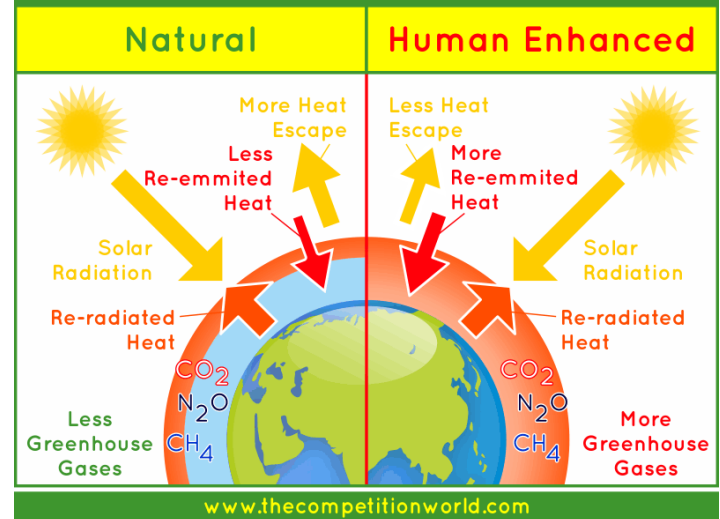 Natural
Human Enhanced
More Heat
Escape
Less
Re-emmited
Heat
Solar
Radiation
Re-radiated
Heat
CO2
N2O
CH4
Less
Greenhouse
Gases
Less Heat
Escape
More
Re-emmited
Heat
Solar
Radiation
Re-radiated
Heat
CO2
N2O
CH4
More
Greenhouse
Gases
www.thecompetitionworld.com